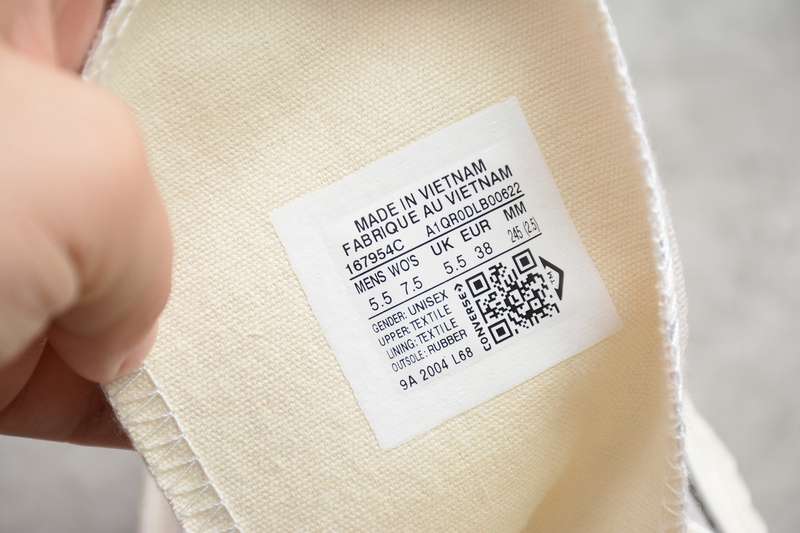 MADE IN VIETNAM
FABRIQUE AU VIETNAM
167954C A1QR0DLB00622
MENS WO'S UK EUR MM
5.5 7.5 5.5 38 245 (2.5)
GENDER: UNISEX
UPPER: TEXTILE
LINING: TEXTILE
OUTSOLE: RUBBER
CONVERSE
9A 2004 L68